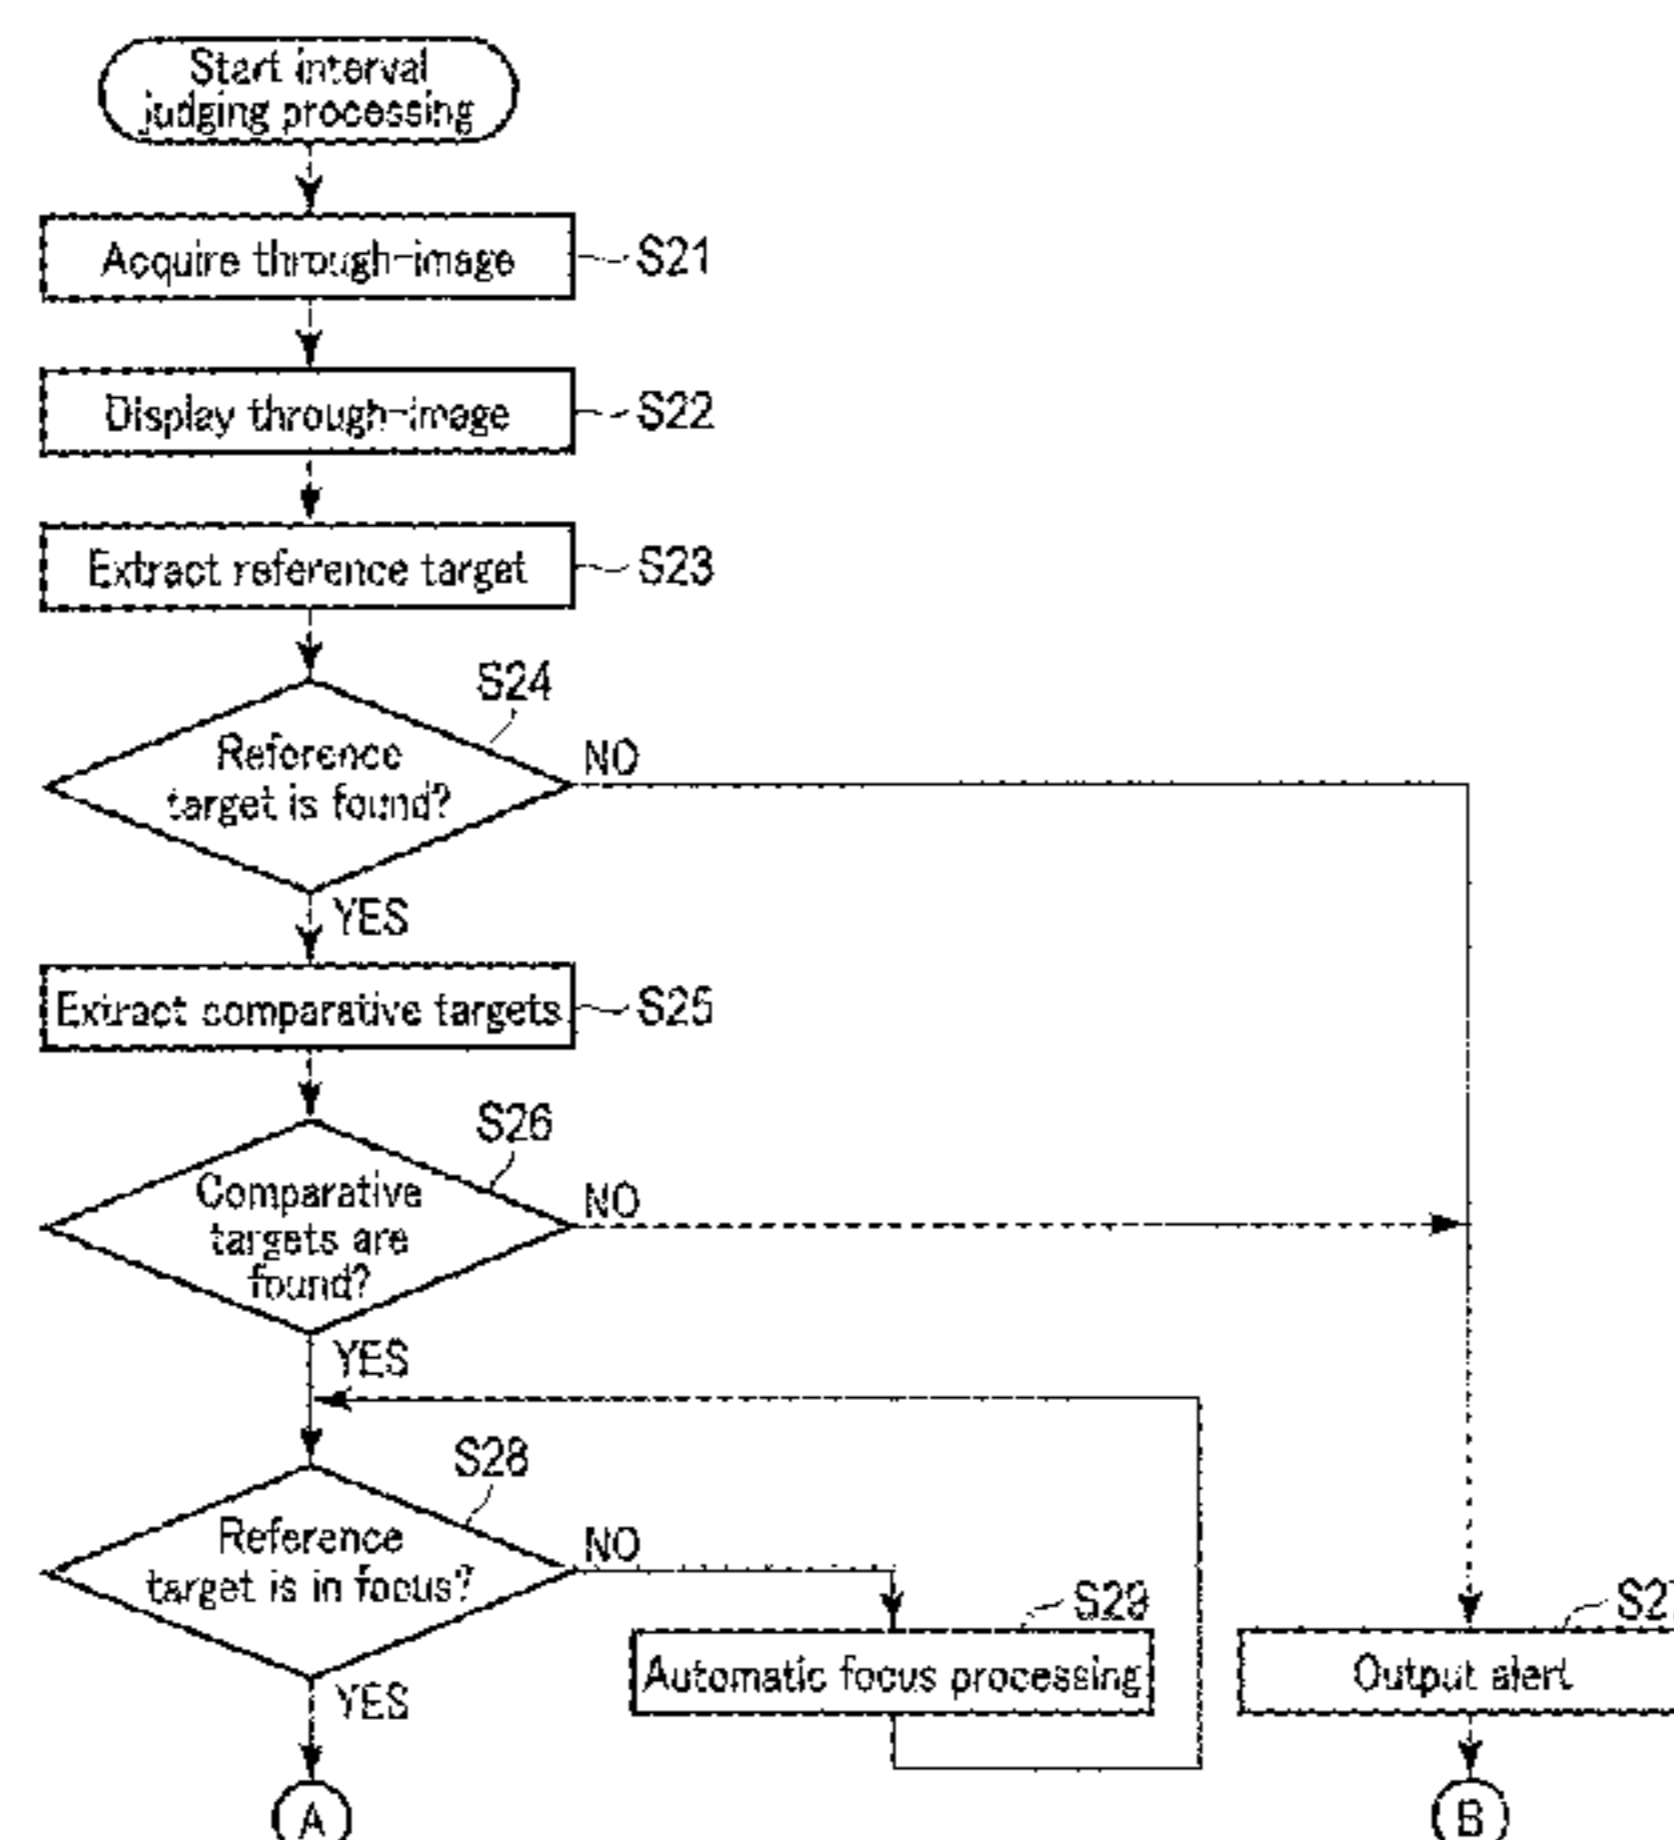 Start interval
judging processing
Acquire through-image
S21
Display through-image
S22
Extract reference target
S23
S24
Reference
target is found?
NO
YES
Extract comparative targets
S25
S26
Comparative
targets are
found?
NO
YES
S28
Reference
target is in focus?
NO
YES
S29
Automatic focus processing
S27
Output alert
A
B